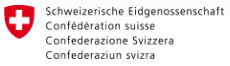 Schweizerische Eidgenossenschaft
Confédération suisse
Confederazione Svizzera
Confederaziun svizra